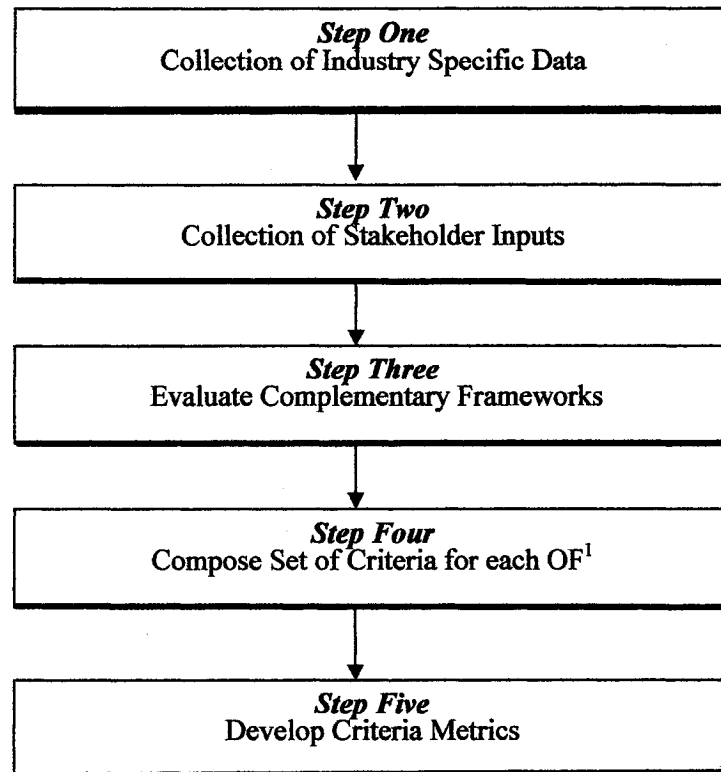 Step One
Collection of Industry Specific Data
Step Two
Collection of Stakeholder Inputs
Step Three
Evaluate Complementary Frameworks
Step Four
Compose Set of Criteria for each OF¹
Step Five
Develop Criteria Metrics